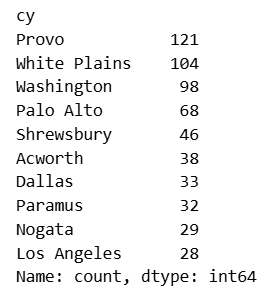 cy
Provo 121
White Plains 104
Washington 98
Palo Alto 68
Shrewsbury 46
Acworth 38
Dallas 33
Paramus 32
Nogata 29
Los Angeles 28
Name: count, dtype: int64